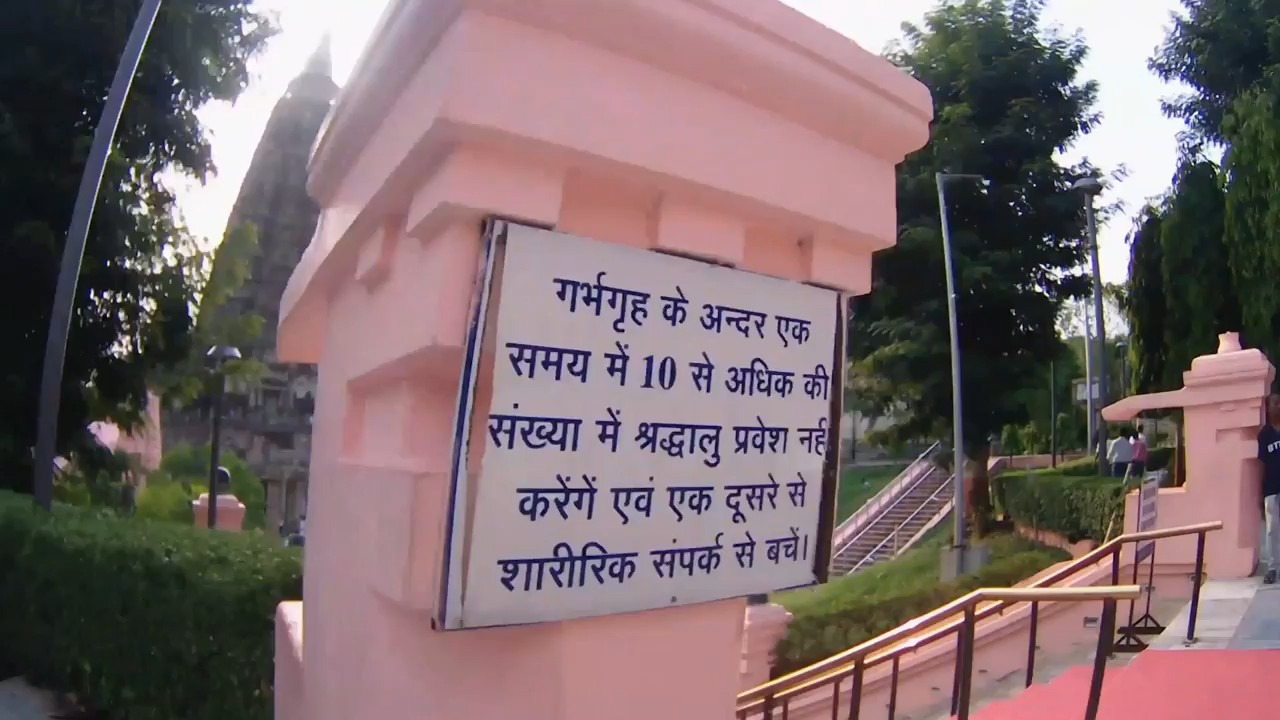 गर्भगृह के अन्दर एक
समय में 10 से अधिक की
संख्या में श्रद्धालु प्रवेश नहीं
करेंगें एवं एक दूसरे से
शारीरिक संपर्क से बचें।